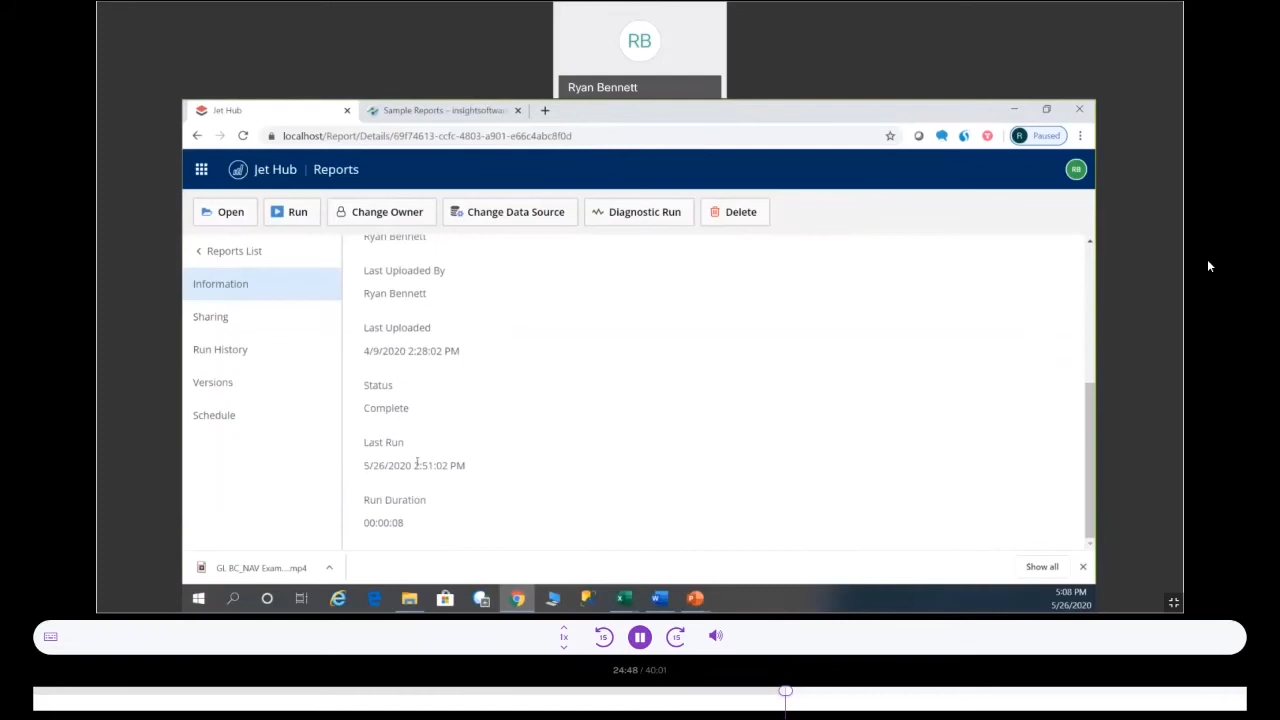 RB
Ryan Bennett
Jet Hub
Sample Reports – insightsoftwar
localhost/Report/Details/69f74613-ccfc-4803-a901-e66c4abc8f0d
R Paused
Jet Hub | Reports
RB
Open
Run
Change Owner
Change Data Source
Diagnostic Run
Delete
Reports List
Information
Sharing
Run History
Versions
Schedule
Ryan Bennett
Last Uploaded By
Ryan Bennett
Last Uploaded
4/9/2020 2:28:02 PM
Status
Complete
Last Run
5/26/2020 2:51:02 PM
Run Duration
00:00:08
GL BC_NAV Exam....mp4
Show all
5:08 PM
5/26/2020
1x
15
15
24:48 / 40:01